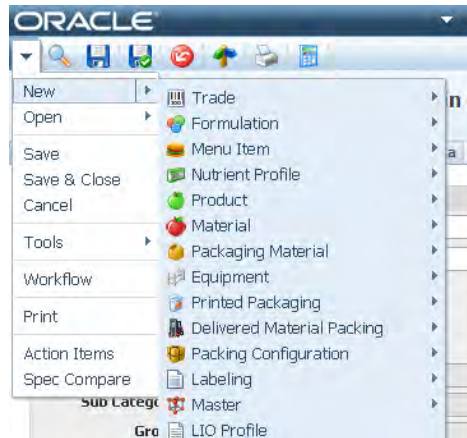 ORACLE
New
Open
Save
Save & Close
Cancel
Tools
Workflow
Print
Action Items
Spec Compare
Trade
Formulation
Menu Item
Nutrient Profile
Product
Material
Packaging Material
Equipment
Printed Packaging
Delivered Material Packing
Packing Configuration
Labeling
Master
LIO Profile
n
a
Sub Catego
Gro